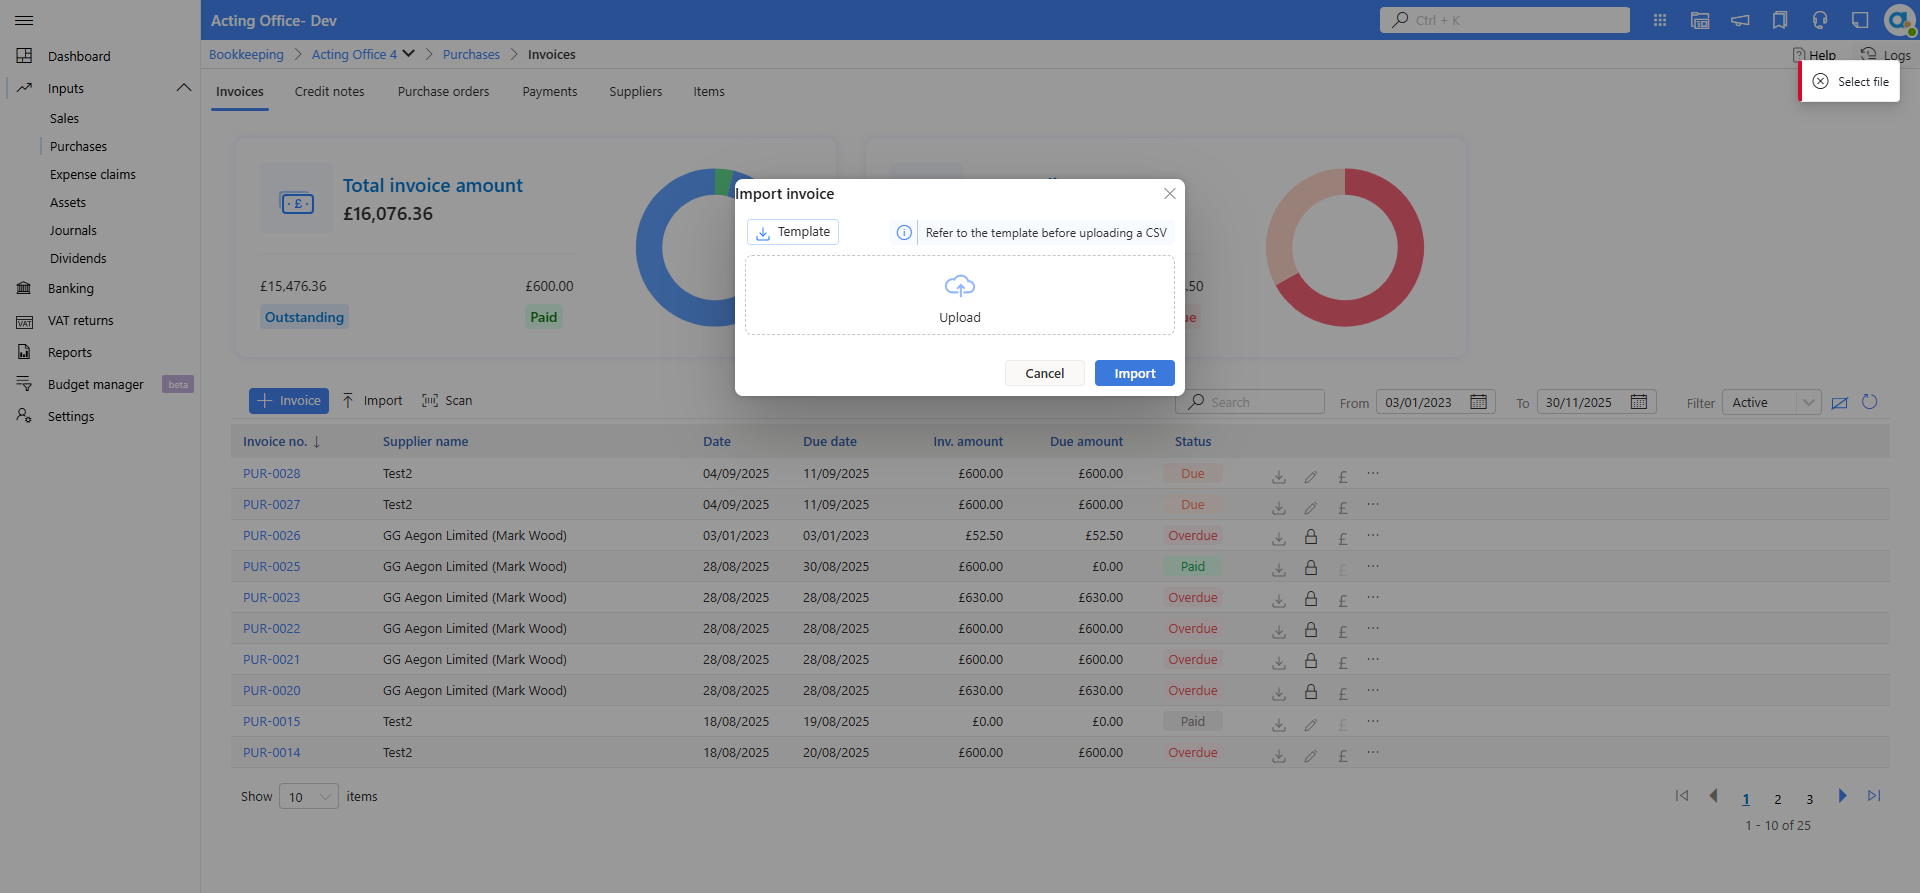 Acting Office- Dev
Ctrl + K
Dashboard
Inputs
Sales
Purchases
Expense claims
Assets
Journals
Dividends
Banking
VAT returns
Reports
Budget manager beta
Settings
Bookkeeping Acting Office 4 Purchases Invoices
Help Logs
Select file
Invoices Credit notes Purchase orders Payments Suppliers Items
Total invoice amount
£16,076.36
£15,476.36 £600.00
Outstanding Paid
.50
ue
Import invoice
Template
Refer to the template before uploading a CSV
Upload
Cancel Import
Invoice Import Scan
Search From 03/01/2023 To 30/11/2025 Filter Active
Invoice no. Supplier name Date Due date Inv. amount Due amount Status
PUR-0028 Test2 04/09/2025 11/09/2025 £600.00 £600.00 Due £ ...
PUR-0027 Test2 04/09/2025 11/09/2025 £600.00 £600.00 Due £ ...
PUR-0026 GG Aegon Limited (Mark Wood) 03/01/2023 03/01/2023 £52.50 £52.50 Overdue £ ...
PUR-0025 GG Aegon Limited (Mark Wood) 28/08/2025 30/08/2025 £600.00 £0.00 Paid £ ...
PUR-0023 GG Aegon Limited (Mark Wood) 28/08/2025 28/08/2025 £630.00 £630.00 Overdue £ ...
PUR-0022 GG Aegon Limited (Mark Wood) 28/08/2025 28/08/2025 £600.00 £600.00 Overdue £ ...
PUR-0021 GG Aegon Limited (Mark Wood) 28/08/2025 28/08/2025 £600.00 £600.00 Overdue £ ...
PUR-0020 GG Aegon Limited (Mark Wood) 28/08/2025 28/08/2025 £630.00 £630.00 Overdue £ ...
PUR-0015 Test2 18/08/2025 19/08/2025 £0.00 £0.00 Paid £ ...
PUR-0014 Test2 18/08/2025 20/08/2025 £600.00 £600.00 Overdue £ ...
Show 10 items
1 2 3
1 - 10 of 25